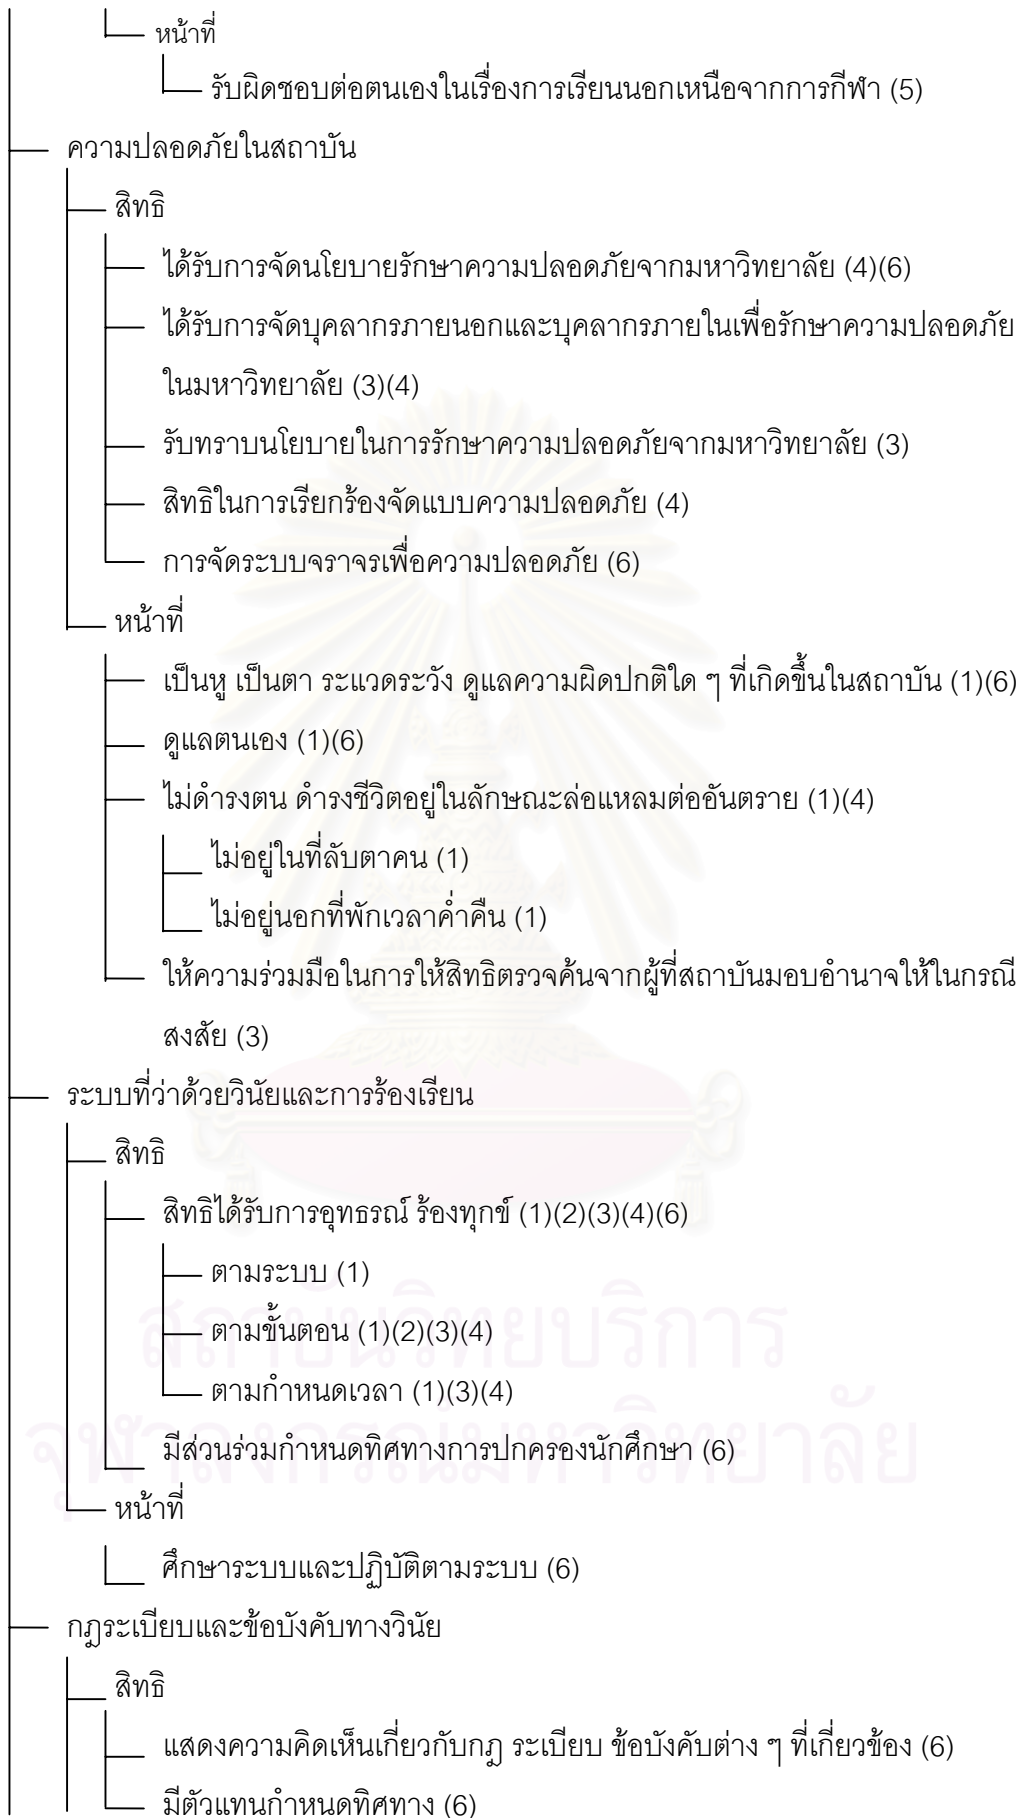 หน้าที่
รับผิดชอบต่อตนเองในเรื่องการเรียนนอกเหนือจากการกีฬา (5)
ความปลอดภัยในสถาบัน
สิทธิ
ได้รับการจัดนโยบายรักษาความปลอดภัยจากมหาวิทยาลัย (4)(6)
ได้รับการจัดบุคลากรภายนอกและบุคลากรภายในเพื่อรักษาความปลอดภัย
ในมหาวิทยาลัย (3)(4)
รับทราบนโยบายในการรักษาความปลอดภัยจากมหาวิทยาลัย (3)
สิทธิในการเรียกร้องจัดแบบความปลอดภัย (4)
การจัดระบบจราจรเพื่อความปลอดภัย (6)
หน้าที่
เป็นหู เป็นตา ระแวดระวัง ดูแลความผิดปกติใด ๆ ที่เกิดขึ้นในสถาบัน (1)(6)
ดูแลตนเอง (1)(6)
ไม่ดำรงตน ดำรงชีวิตอยู่ในลักษณะล่อแหลมต่ออันตราย (1)(4)
ไม่อยู่ในที่ลับตาคน (1)
ไม่อยู่นอกที่พักเวลาค่ำคืน (1)
ให้ความร่วมมือในการให้สิทธิตรวจค้นจากผู้ที่สถาบันมอบอำนาจให้ในกรณี
สงสัย (3)
ระบบที่ว่าด้วยวินัยและการร้องเรียน
สิทธิ
สิทธิได้รับการอุทธรณ์ ร้องทุกข์ (1)(2)(3)(4)(6)
ตามระบบ (1)
ตามขั้นตอน (1)(2)(3)(4)
ตามกำหนดเวลา (1)(3)(4)
มีส่วนร่วมกำหนดทิศทางการปกครองนักศึกษา (6)
หน้าที่
ศึกษาระบบและปฏิบัติตามระบบ (6)
กฎระเบียบและข้อบังคับทางวินัย
สิทธิ
แสดงความคิดเห็นเกี่ยวกับกฎ ระเบียบ ข้อบังคับต่าง ๆ ที่เกี่ยวข้อง (6)
มีตัวแทนกำหนดทิศทาง (6)
สถาบันวิทยบริการ
จุฬาลงกรณ์มหาวิทยาลัย